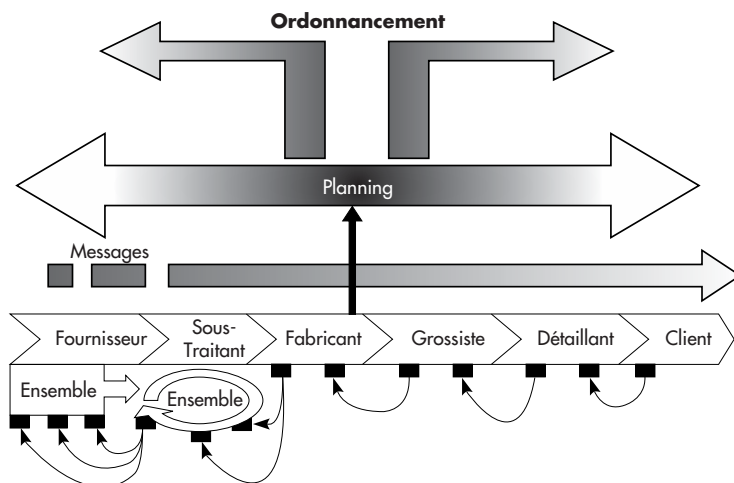 Ordonnancement
Planning
Messages
Fournisseur
Sous-
Traitant
Fabricant
Grossiste
Détaillant
Client
Ensemble
Ensemble